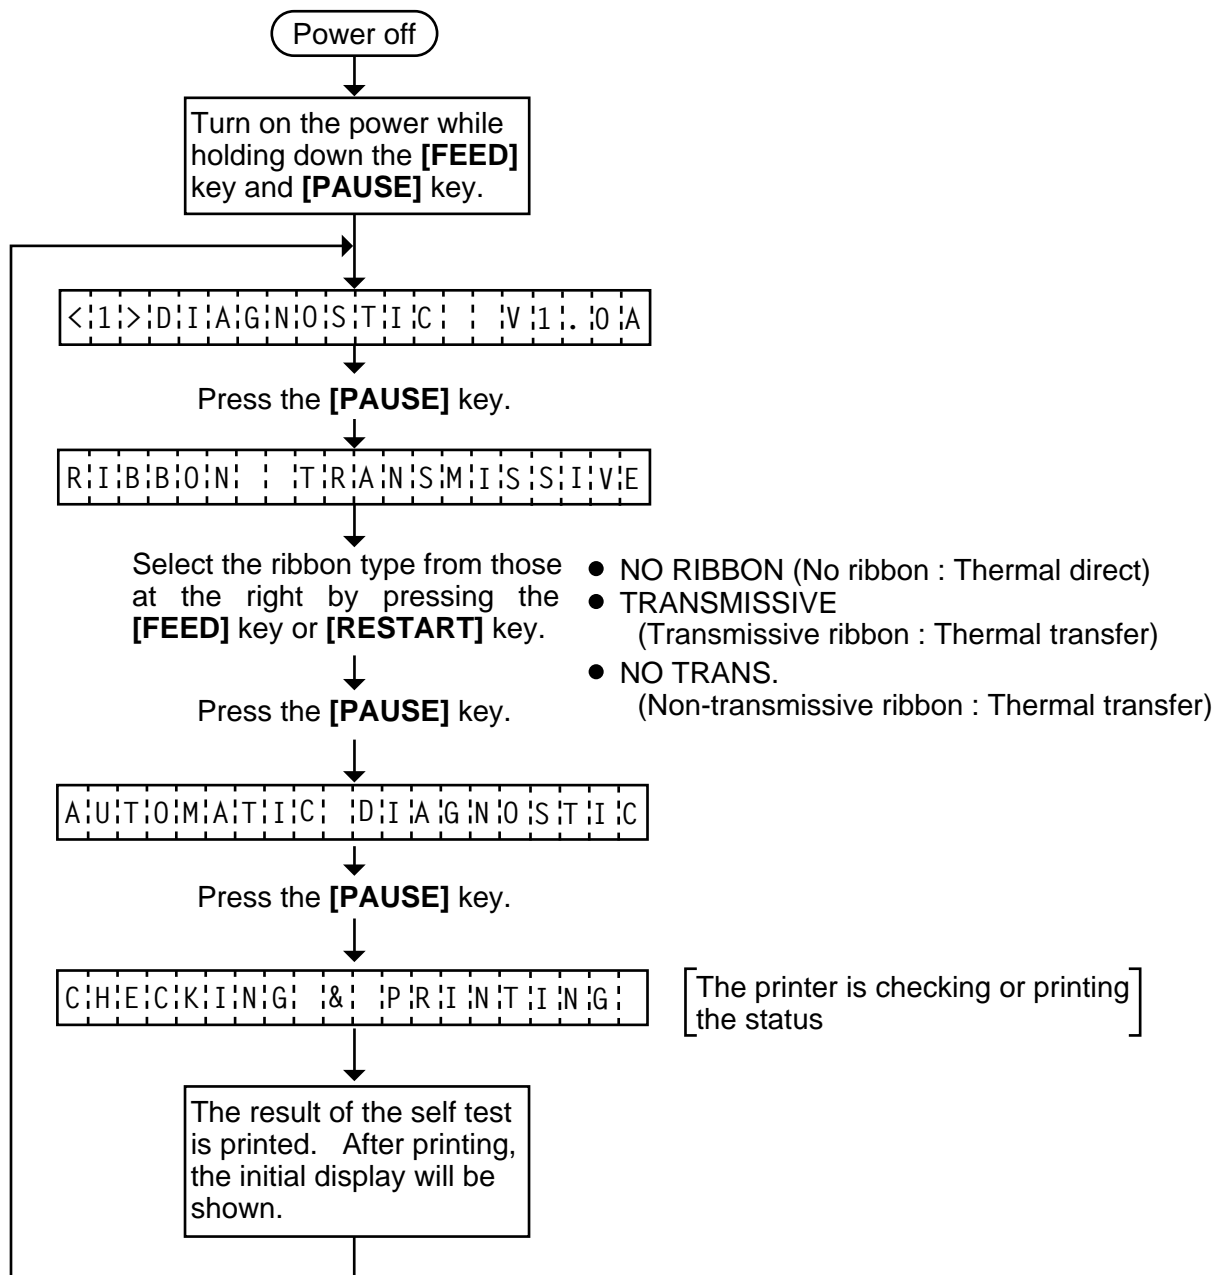 Power off
Turn on the power while
holding down the [FEED]
key and [PAUSE] key.
<1>DIAGNOSTIC  V1.0A
Press the [PAUSE] key.
RIBBON  TRANSMISSIVE
Select the ribbon type from those
at the right by pressing the
[FEED] key or [RESTART] key.
● NO RIBBON (No ribbon : Thermal direct)
● TRANSMISSIVE
(Transmissive ribbon : Thermal transfer)
● NO TRANS.
(Non-transmissive ribbon : Thermal transfer)
Press the [PAUSE] key.
AUTOMATIC DIAGNOSTIC
Press the [PAUSE] key.
CHECKING & PRINTING
[The printer is checking or printing
the status]
The result of the self test
is printed. After printing,
the initial display will be
shown.